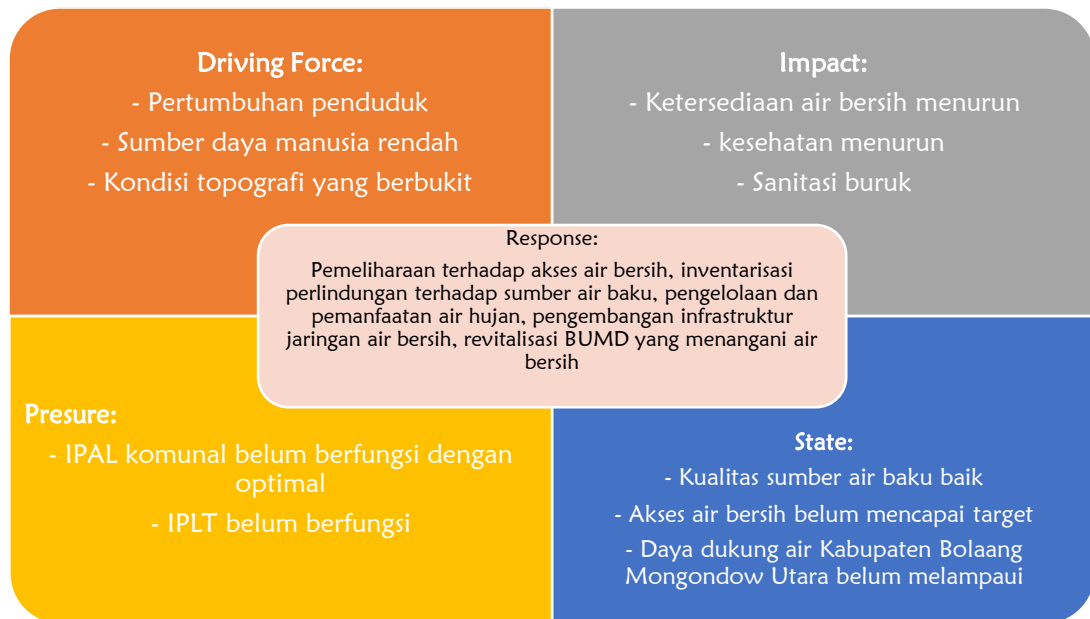 Driving Force:
- Pertumbuhan penduduk
- Sumber daya manusia rendah
- Kondisi topografi yang berbukit
Impact:
- Ketersediaan air bersih menurun
- kesehatan menurun
- Sanitasi buruk
Response:
Pemeliharaan terhadap akses air bersih, inventarisasi
perlindungan terhadap sumber air baku, pengelolaan dan
pemanfaatan air hujan, pengembangan infrastruktur
jaringan air bersih, revitalisasi BUMD yang menangani air
bersih
Presure:
- IPAL komunal belum berfungsi dengan
optimal
- IPLT belum berfungsi
State:
- Kualitas sumber air baku baik
- Akses air bersih belum mencapai target
- Daya dukung air Kabupaten Bolaang
Mongondow Utara belum melampaui